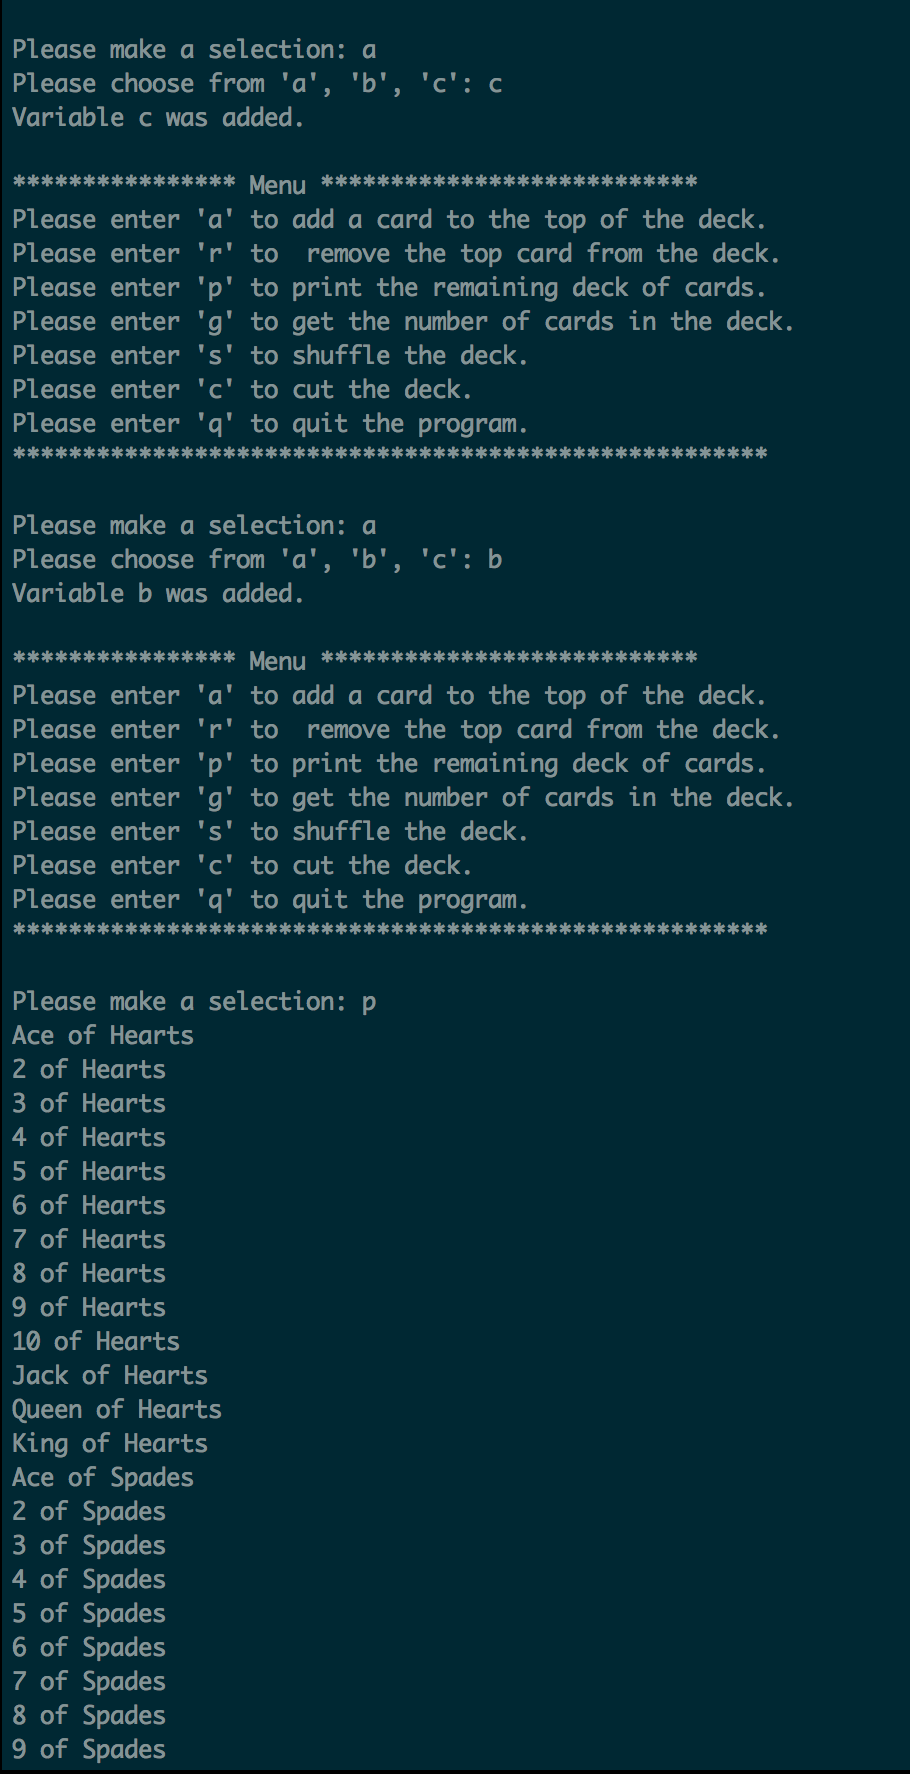 Please make a selection: a
Please choose from 'a', 'b', 'c': c
Variable c was added.
**************** Menu ***************************
Please enter 'a' to add a card to the top of the deck.
Please enter 'r' to  remove the top card from the deck.
Please enter 'p' to print the remaining deck of cards.
Please enter 'g' to get the number of cards in the deck.
Please enter 's' to shuffle the deck.
Please enter 'c' to cut the deck.
Please enter 'q' to quit the program.
******************************************************
Please make a selection: a
Please choose from 'a', 'b', 'c': b
Variable b was added.
**************** Menu ***************************
Please enter 'a' to add a card to the top of the deck.
Please enter 'r' to  remove the top card from the deck.
Please enter 'p' to print the remaining deck of cards.
Please enter 'g' to get the number of cards in the deck.
Please enter 's' to shuffle the deck.
Please enter 'c' to cut the deck.
Please enter 'q' to quit the program.
******************************************************
Please make a selection: p
Ace of Hearts
2 of Hearts
3 of Hearts
4 of Hearts
5 of Hearts
6 of Hearts
7 of Hearts
8 of Hearts
9 of Hearts
10 of Hearts
Jack of Hearts
Queen of Hearts
King of Hearts
Ace of Spades
2 of Spades
3 of Spades
4 of Spades
5 of Spades
6 of Spades
7 of Spades
8 of Spades
9 of Spades